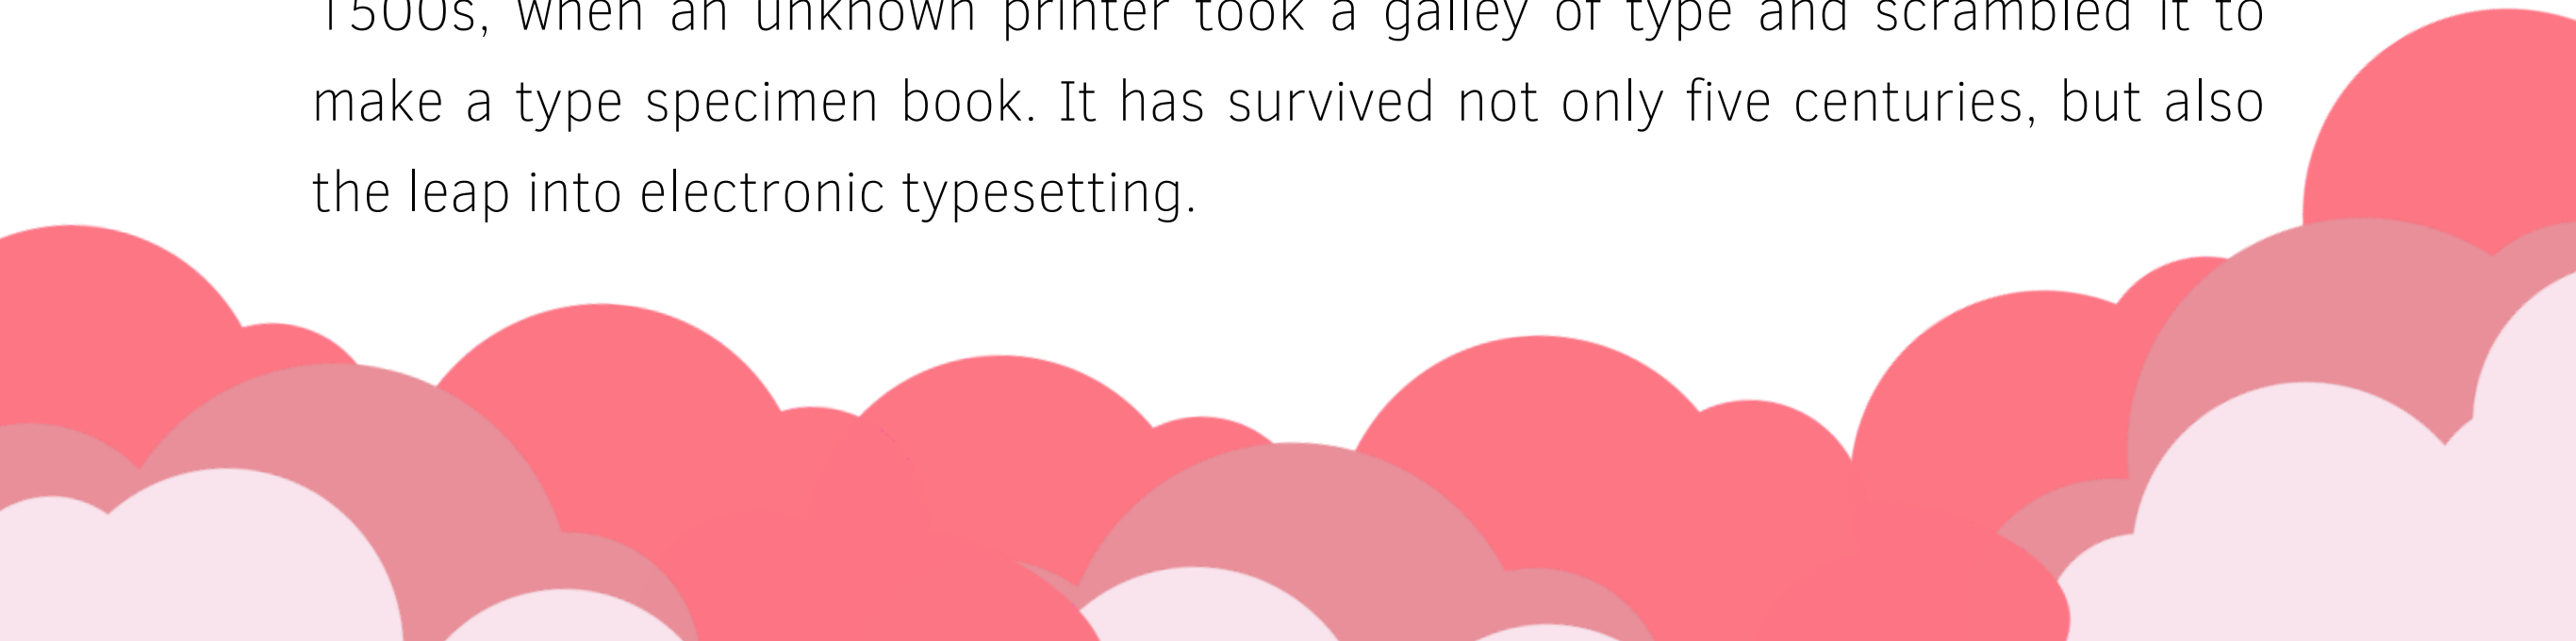 1500s, when an unknown printer took a galley of type and scrambled it to
make a type specimen book. It has survived not only five centuries, but also
the leap into electronic typesetting.